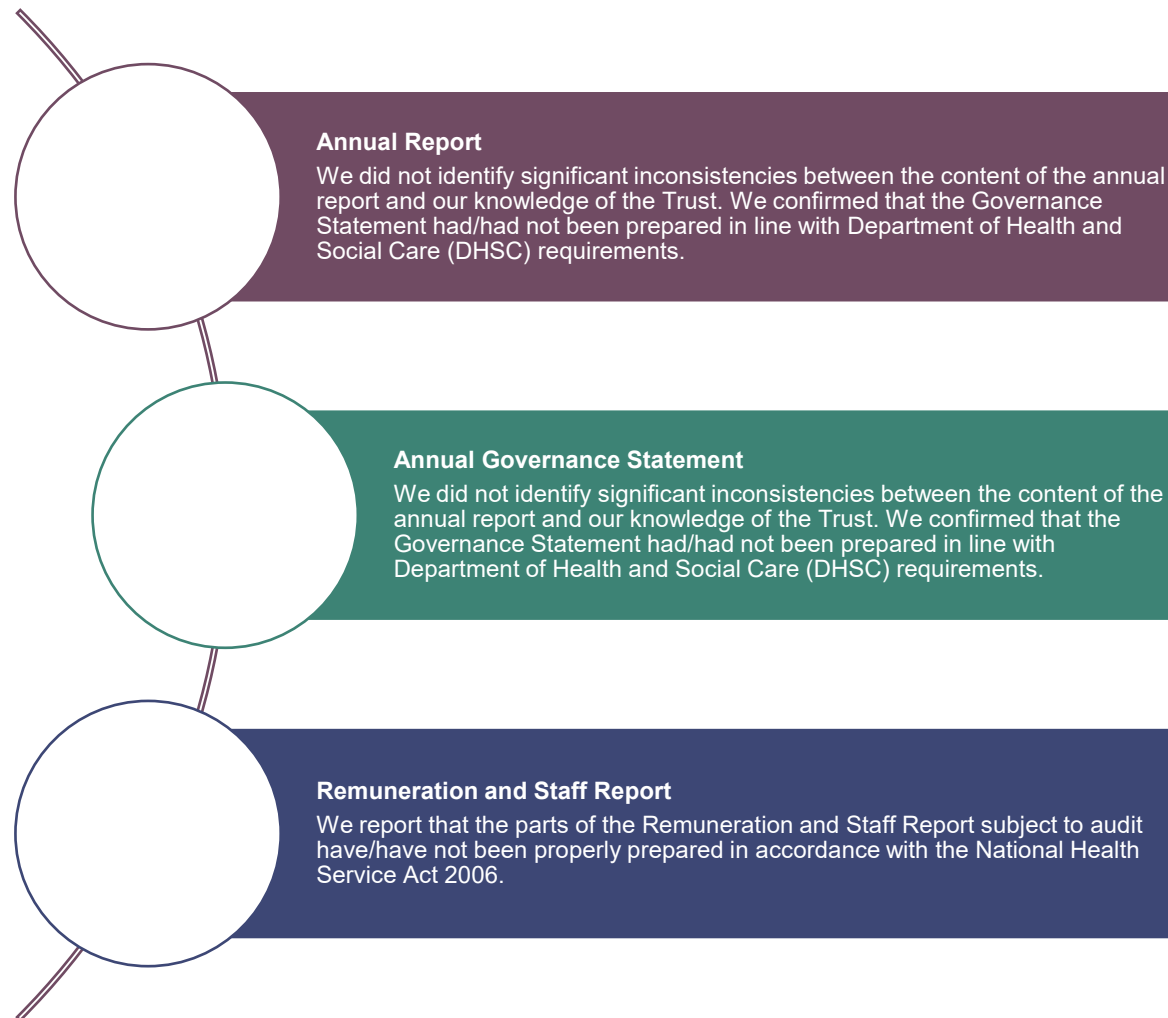 Annual Report
We did not identify significant inconsistencies between the content of the annual
report and our knowledge of the Trust. We confirmed that the Governance
Statement had/had not been prepared in line with Department of Health and
Social Care (DHSC) requirements.
Annual Governance Statement
We did not identify significant inconsistencies between the content of the
annual report and our knowledge of the Trust. We confirmed that the
Governance Statement had/had not been prepared in line with
Department of Health and Social Care (DHSC) requirements.
Remuneration and Staff Report
We report that the parts of the Remuneration and Staff Report subject to audit
have/have not been properly prepared in accordance with the National Health
Service Act 2006.